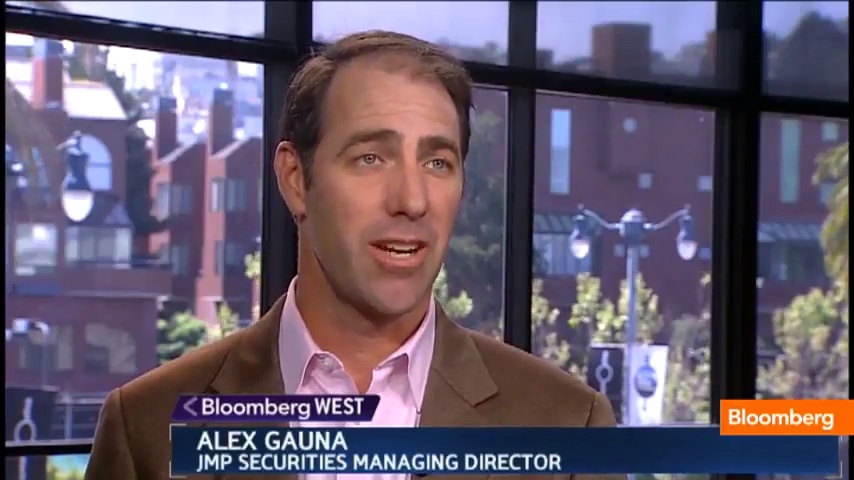 Bloomberg WEST
ALEX GAUNA
JMP SECURITIES MANAGING DIRECTOR
Bloomberg